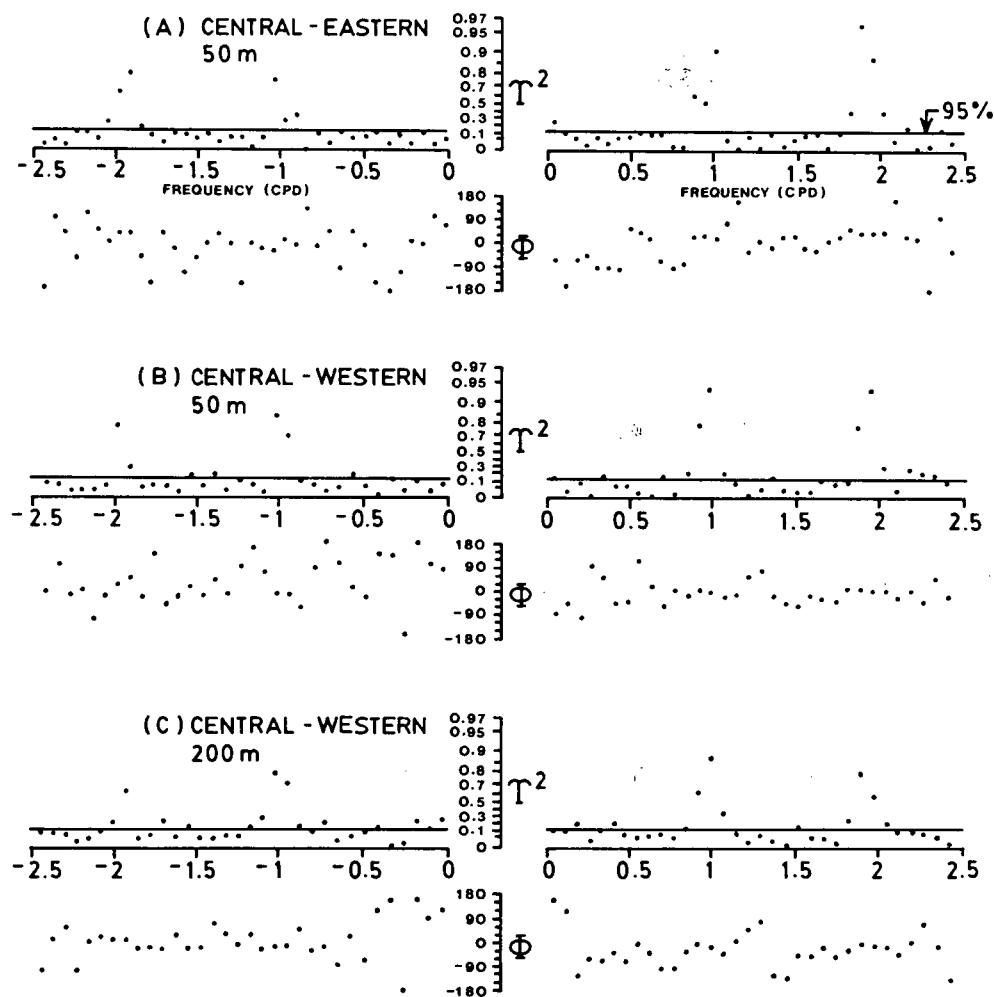 (A) CENTRAL-EASTERN
50 m
0.97
0.95
0.9
0.8
0.7
0.5
0.3
0.1
0
ϒ²
95%
-2.5 -2 -1.5 -1 -0.5 0
FREQUENCY (CPD)
0 0.5 1 1.5 2 2.5
FREQUENCY (CPD)
180
90
0
-90
-180
Φ
(B) CENTRAL-WESTERN
50 m
0.97
0.95
0.9
0.8
0.7
0.5
0.3
0.1
0
ϒ²
-2.5 -2 -1.5 -1 -0.5 0
0 0.5 1 1.5 2 2.5
180
90
0
-90
-180
Φ
(C) CENTRAL-WESTERN
200 m
0.97
0.95
0.9
0.8
0.7
0.5
0.3
0.1
0
ϒ²
-2.5 -2 -1.5 -1 -0.5 0
0 0.5 1 1.5 2 2.5
180
90
0
-90
-180
Φ